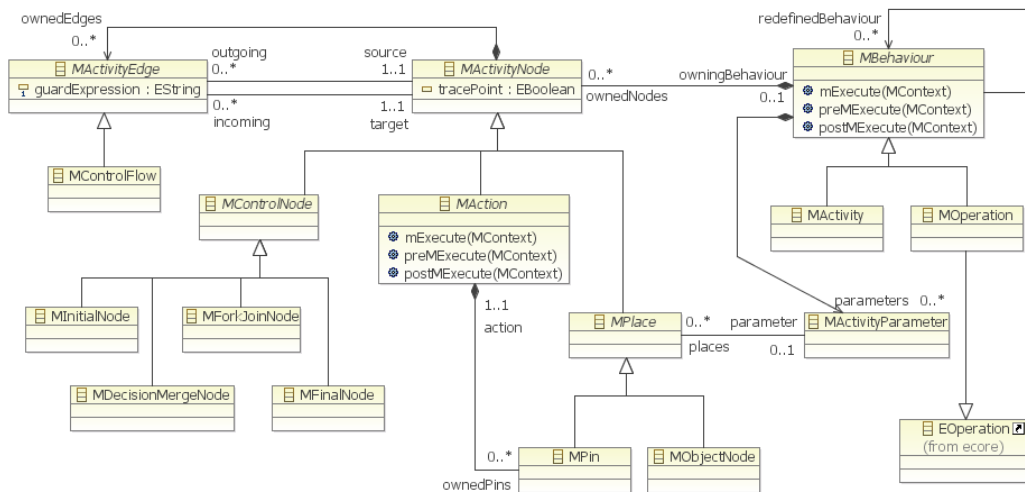 ownedEdges
0..*
redefinedBehaviour
0..*
MActivityEdge
guardExpression : EString
outgoing
0..*
source
1..1
0..*
incoming
1..1
target
MActivityNode
tracePoint : EBoolean
0..*
ownedNodes
owningBehaviour
0..1
MBehaviour
mExecute(MContext)
preMExecute(MContext)
postMExecute(MContext)
MControlFlow
MControlNode
MAction
mExecute(MContext)
preMExecute(MContext)
postMExecute(MContext)
MActivity
MOperation
MInitialNode
MForkJoinNode
1..1
action
MPlace
0..*
places
parameter
0..1
parameters
0..*
MActivityParameter
MDecisionMergeNode
MFinalNode
0..*
ownedPins
MPin
MObjectNode
EOperation
(from ecore)